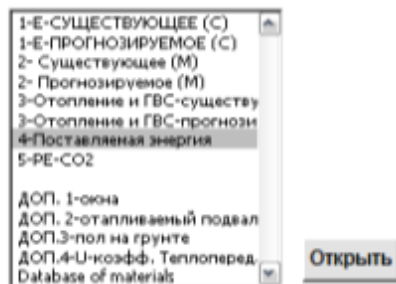 1-Е-СУЩЕСТВУЮЩЕЕ (С)
1-Е-ПРОГНОЗИРУЕМОЕ (С)
2- Существующее (М)
2- Прогнозируемое (М)
3-Отопление и ГВС-существу
3-Отопление и ГВС-прогнози
4-Поставляемая энергия
5-PE-CO2
ДОП. 1-окна
ДОП. 2-отапливаемый подвал
ДОП.3-пол на грунте
ДОП.4-U-коэфф. Теплоперед
Database of materials
Открыть